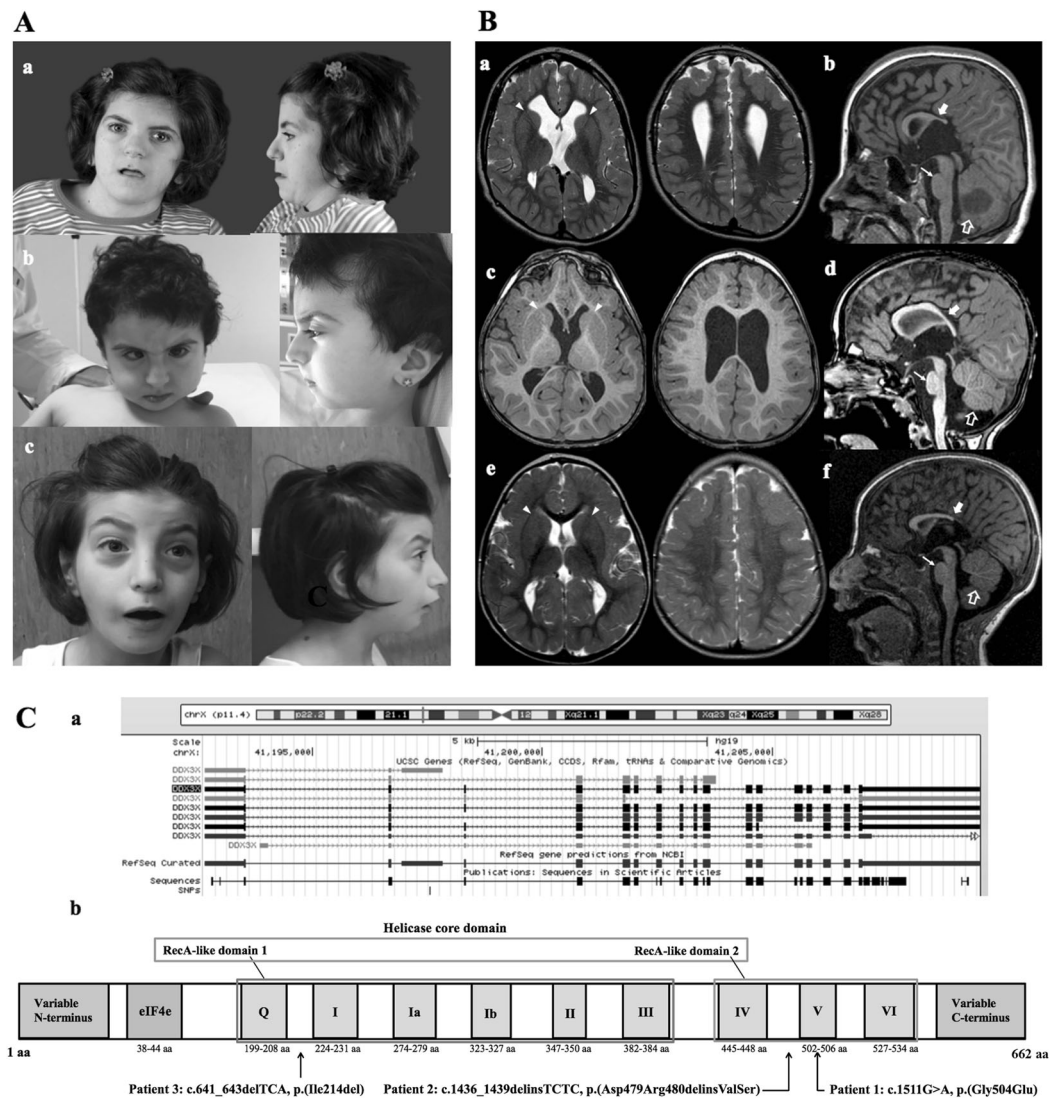 A
B
a
b
c
a
b
c
d
e
f
C
C
a
chrX (p11.4)
p22.2
21.1
12
Xq21.1
Xq23
q24
Xq25
Xq28
Scale
5 kb
hg19
chrX:
41,195,000
41,200,000
41,205,000
UCSC Genes (RefSeq, GenBank, CCDS, Rfam, tRNAs & Comparative Genomics)
DDX3X
DDX3X
DDX3X
DDX3X
DDX3X
DDX3X
DDX3X
DDX3X
DDX3X
RefSeq gene predictions from NCBI
RefSeq Curated
Publications: Sequences in Scientific Articles
Sequences
SNPs
b
Helicase core domain
RecA-like domain 1
RecA-like domain 2
Variable N-terminus
eIF4e
Q
I
Ia
Ib
II
III
IV
V
VI
Variable C-terminus
1 aa
38-44 aa
199-208 aa
224-231 aa
274-279 aa
323-327 aa
347-350 aa
382-384 aa
445-448 aa
502-506 aa
527-534 aa
662 aa
Patient 3: c.641_643delTCA, p.(Ile214del)
Patient 2: c.1436_1439delinsTCTC, p.(Asp479Arg480delinsValSer)
Patient 1: c.1511G>A, p.(Gly504Glu)